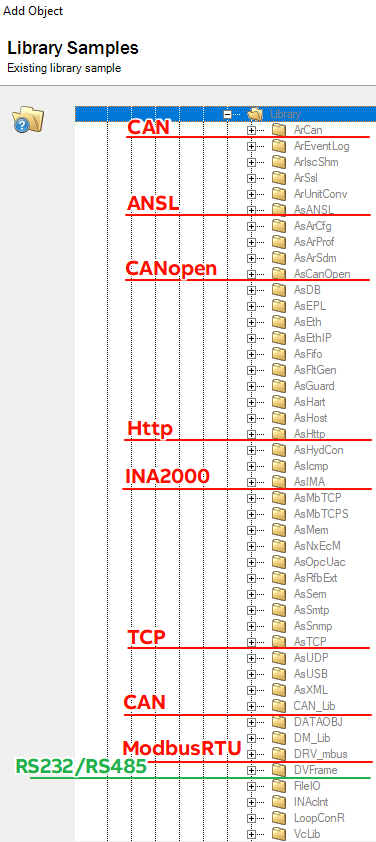 Add Object
Library Samples
Existing library sample
Library
CAN
ArCan
ArEventLog
ArIscShm
ArSsl
ArUnitConv
ANSL
AsANSL
AsArCfg
AsArProf
AsArSdm
CANopen
AsCanOpen
AsDB
AsEPL
AsEth
AsEthIP
AsFifo
AsFltGen
AsGuard
AsHart
AsHost
Http
AsHttp
AsHydCon
AsIcmp
INA2000
AsIMA
AsMbTCP
AsMbTCPS
AsMem
AsNxEcM
AsOpcUac
AsRfbExt
AsSem
AsSmtp
AsSnmp
TCP
AsTCP
AsUDP
AsUSB
AsXML
CAN
CAN_Lib
DATAOBJ
DM_Lib
ModbusRTU
DRV_mbus
RS232/RS485
DVFrame
FileIO
INAclnt
LoopConR
VcLib